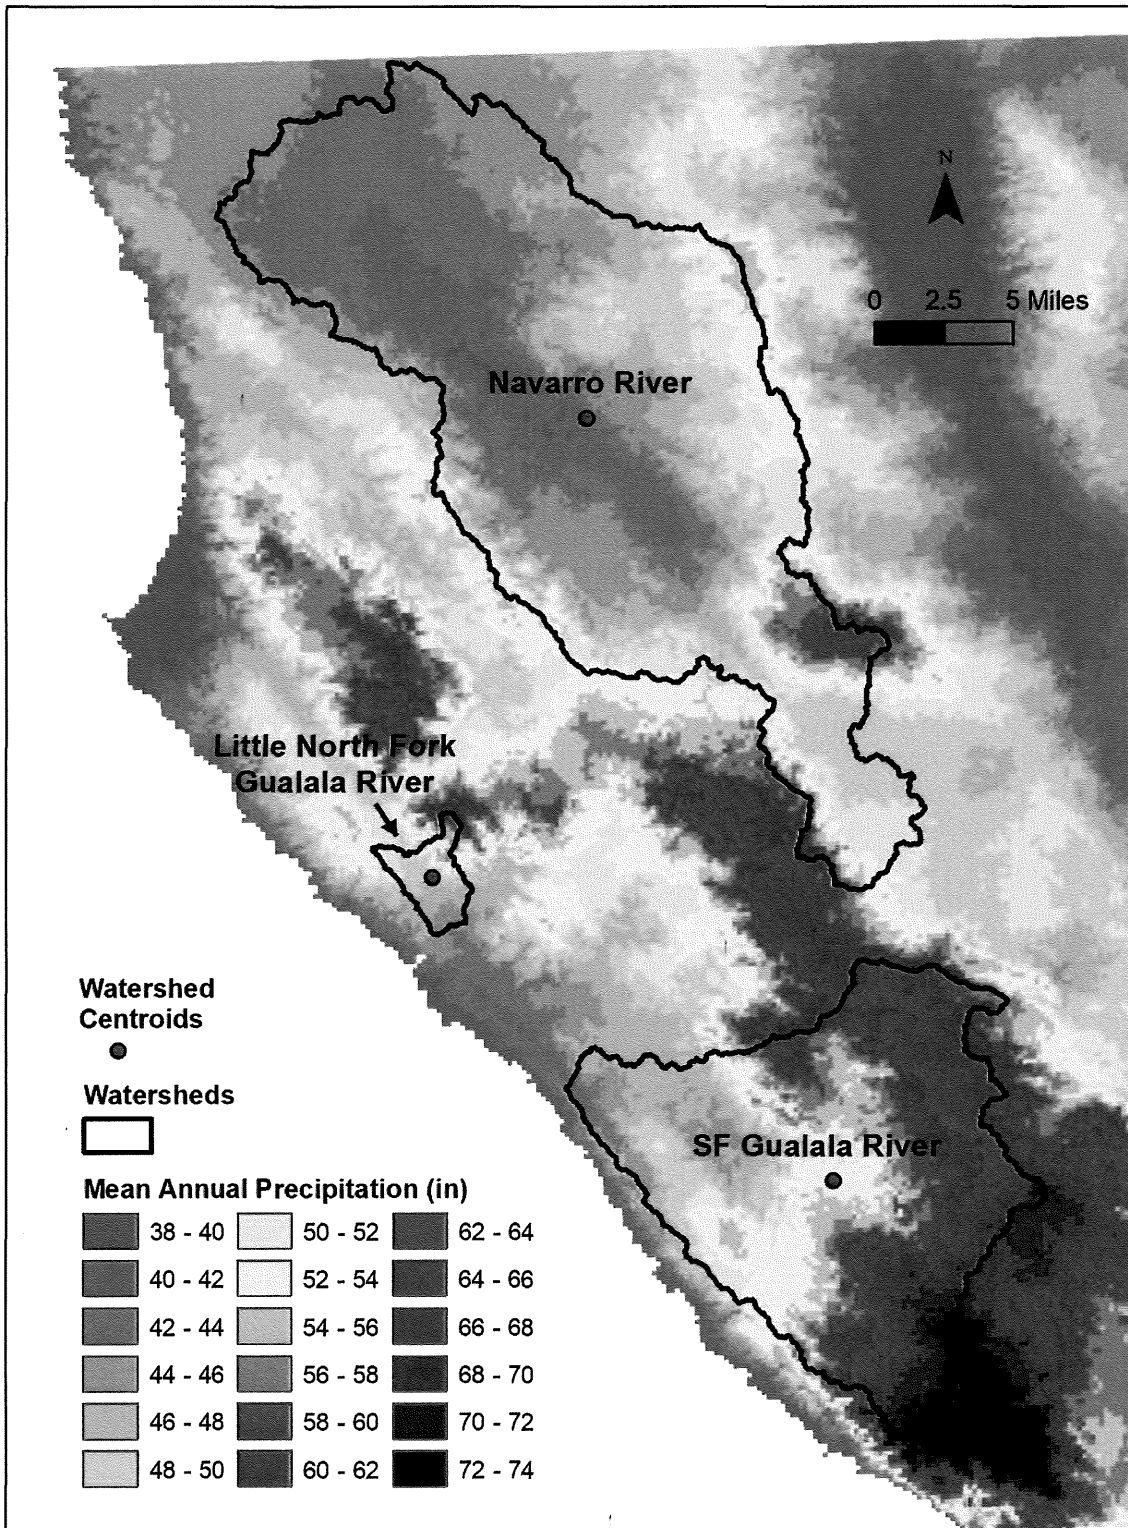 N
0 2.5 5 Miles
Navarro River
Little North Fork
Gualala River
SF Gualala River
Watershed
Centroids
Watersheds
Mean Annual Precipitation (in)
38 - 40 50 - 52 62 - 64
40 - 42 52 - 54 64 - 66
42 - 44 54 - 56 66 - 68
44 - 46 56 - 58 68 - 70
46 - 48 58 - 60 70 - 72
48 - 50 60 - 62 72 - 74